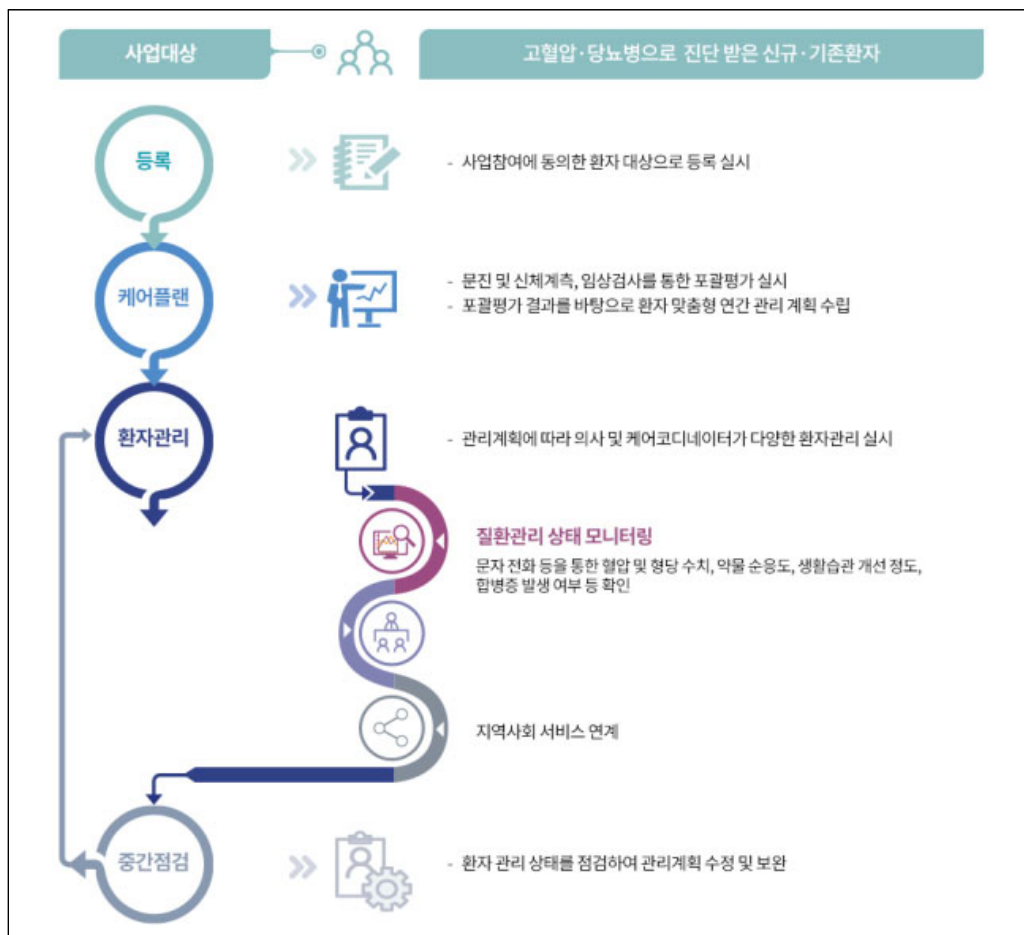 사업대상
고혈압·당뇨병으로 진단 받은 신규·기존환자
등록
- 사업참여에 동의한 환자 대상으로 등록 실시
케어플랜
- 문진 및 신체계측, 임상검사를 통한 포괄평가 실시
- 포괄평가 결과를 바탕으로 환자 맞춤형 연간 관리 계획 수립
환자관리
- 관리계획에 따라 의사 및 케어코디네이터가 다양한 환자관리 실시
질환관리 상태 모니터링
문자 전화 등을 통한 혈압 및 형당 수치, 약물 순응도, 생활습관 개선 정도,
합병증 발생 여부 등 확인
지역사회 서비스 연계
중간점검
- 환자 관리 상태를 점검하여 관리계획 수정 및 보완